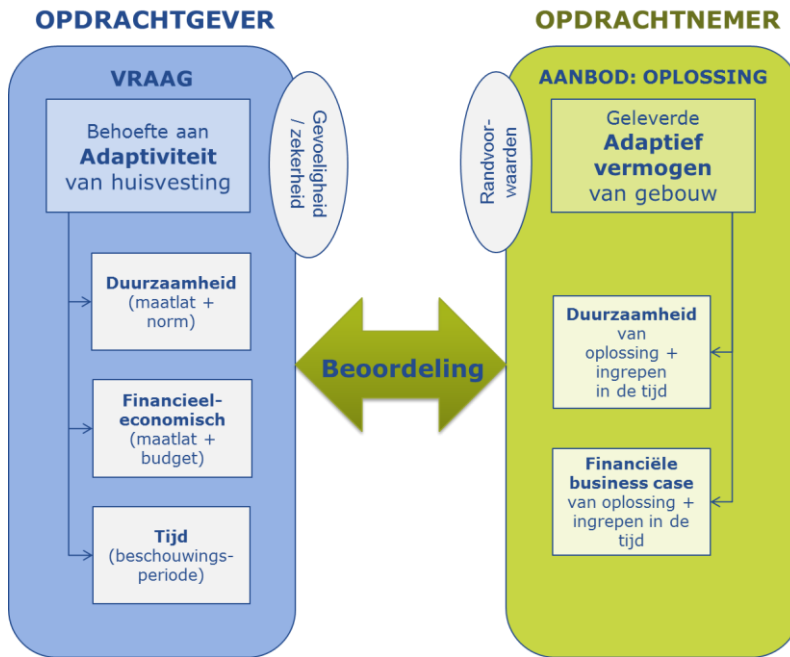 OPDRACHTGEVER
VRAAG
Behoefte aan
Adaptiviteit
van huisvesting
Gevoeligheid
/ zekerheid
Duurzaamheid
(maatlat +
norm)
Financieel-
economisch
(maatlat +
budget)
Tijd
(beschouwings-
periode)
Beoordeling
OPDRACHTNEMER
AANBOD: OPLOSSING
Randvoor-
waarden
Geleverde
Adaptief
vermogen
van gebouw
Duurzaamheid
van
oplossing +
ingrepen
in de tijd
Financiële
business case
van oplossing +
ingrepen in de
tijd